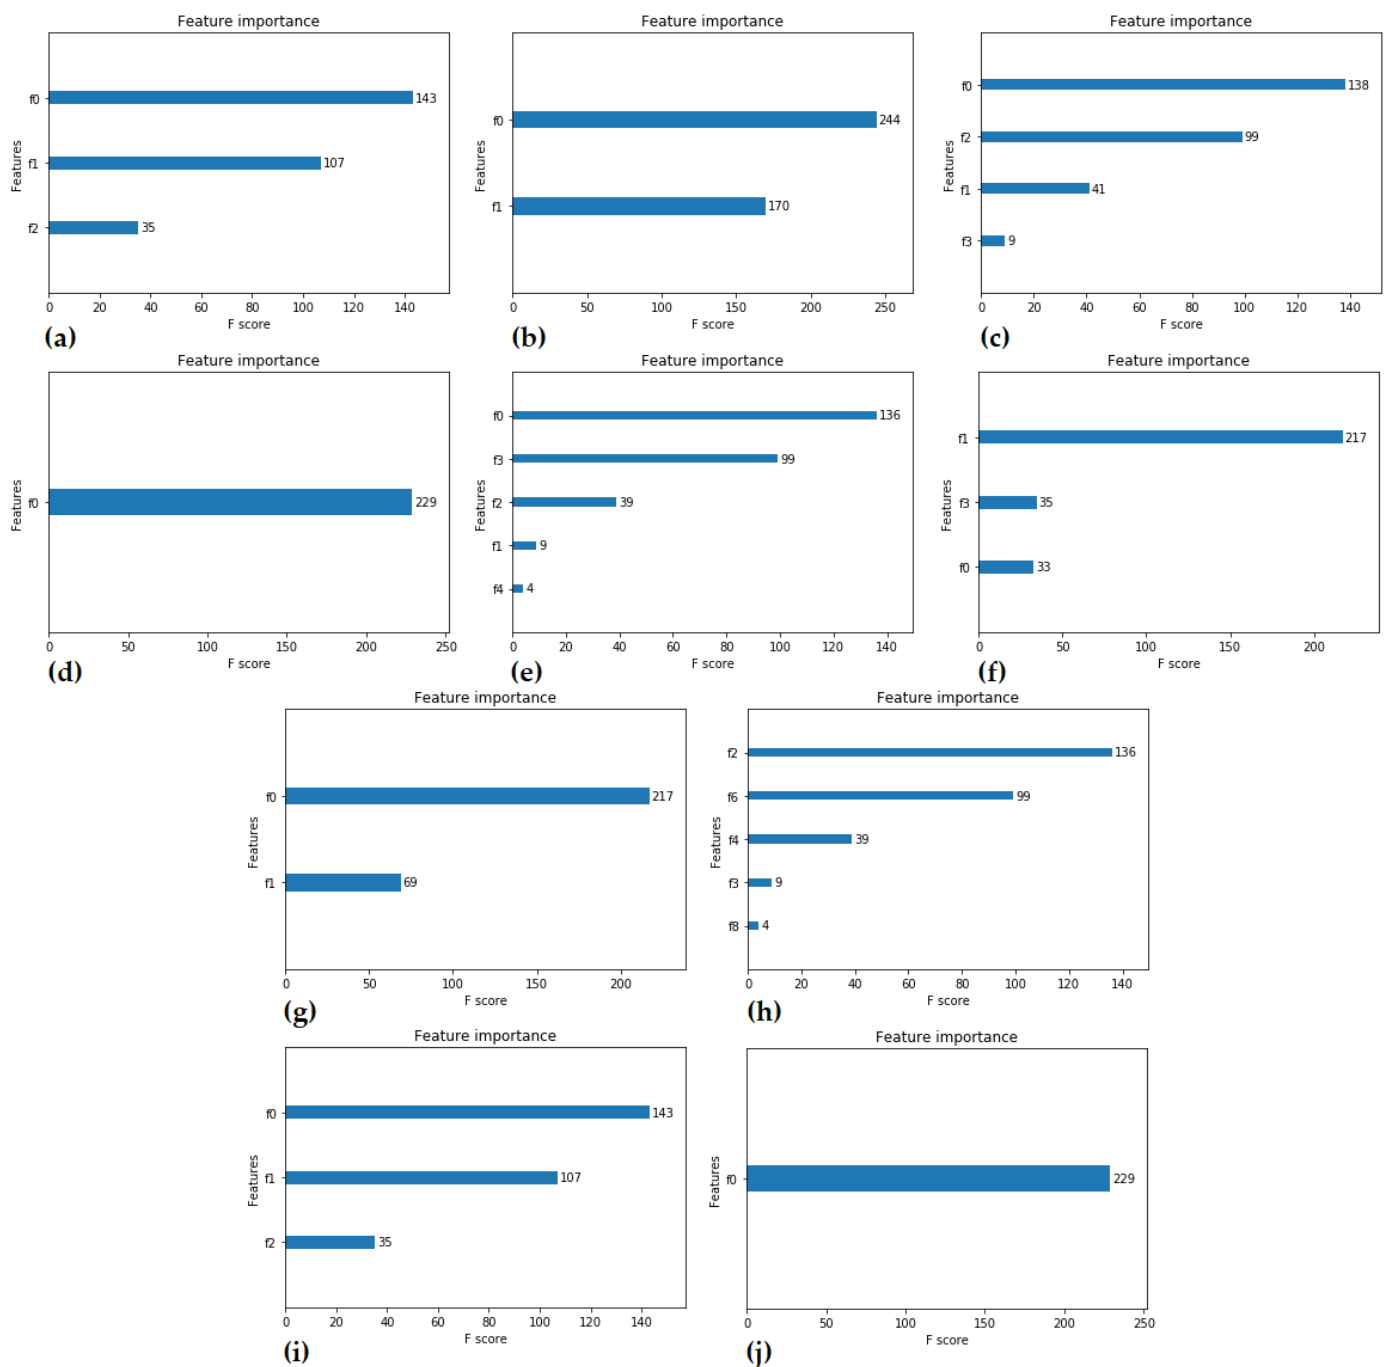 Feature importance
Features
f0
143
f1
107
f2
35
0 20 40 60 80 100 120 140
F score
(a)
Feature importance
Features
f0
244
f1
170
0 50 100 150 200 250
F score
(b)
Feature importance
Features
f0
138
f2
99
f1
41
f3
9
0 20 40 60 80 100 120 140
F score
(c)
Feature importance
Features
f0
229
0 50 100 150 200 250
F score
(d)
Feature importance
Features
f0
136
f3
99
f2
39
f1
9
f4
4
0 20 40 60 80 100 120 140
F score
(e)
Feature importance
Features
f1
217
f3
35
f0
33
0 50 100 150 200
F score
(f)
Feature importance
Features
f0
217
f1
69
0 50 100 150 200
F score
(g)
Feature importance
Features
f2
136
f6
99
f4
39
f3
9
f8
4
0 20 40 60 80 100 120 140
F score
(h)
Feature importance
Features
f0
143
f1
107
f2
35
0 20 40 60 80 100 120 140
F score
(i)
Feature importance
Features
f0
229
0 50 100 150 200 250
F score
(j)